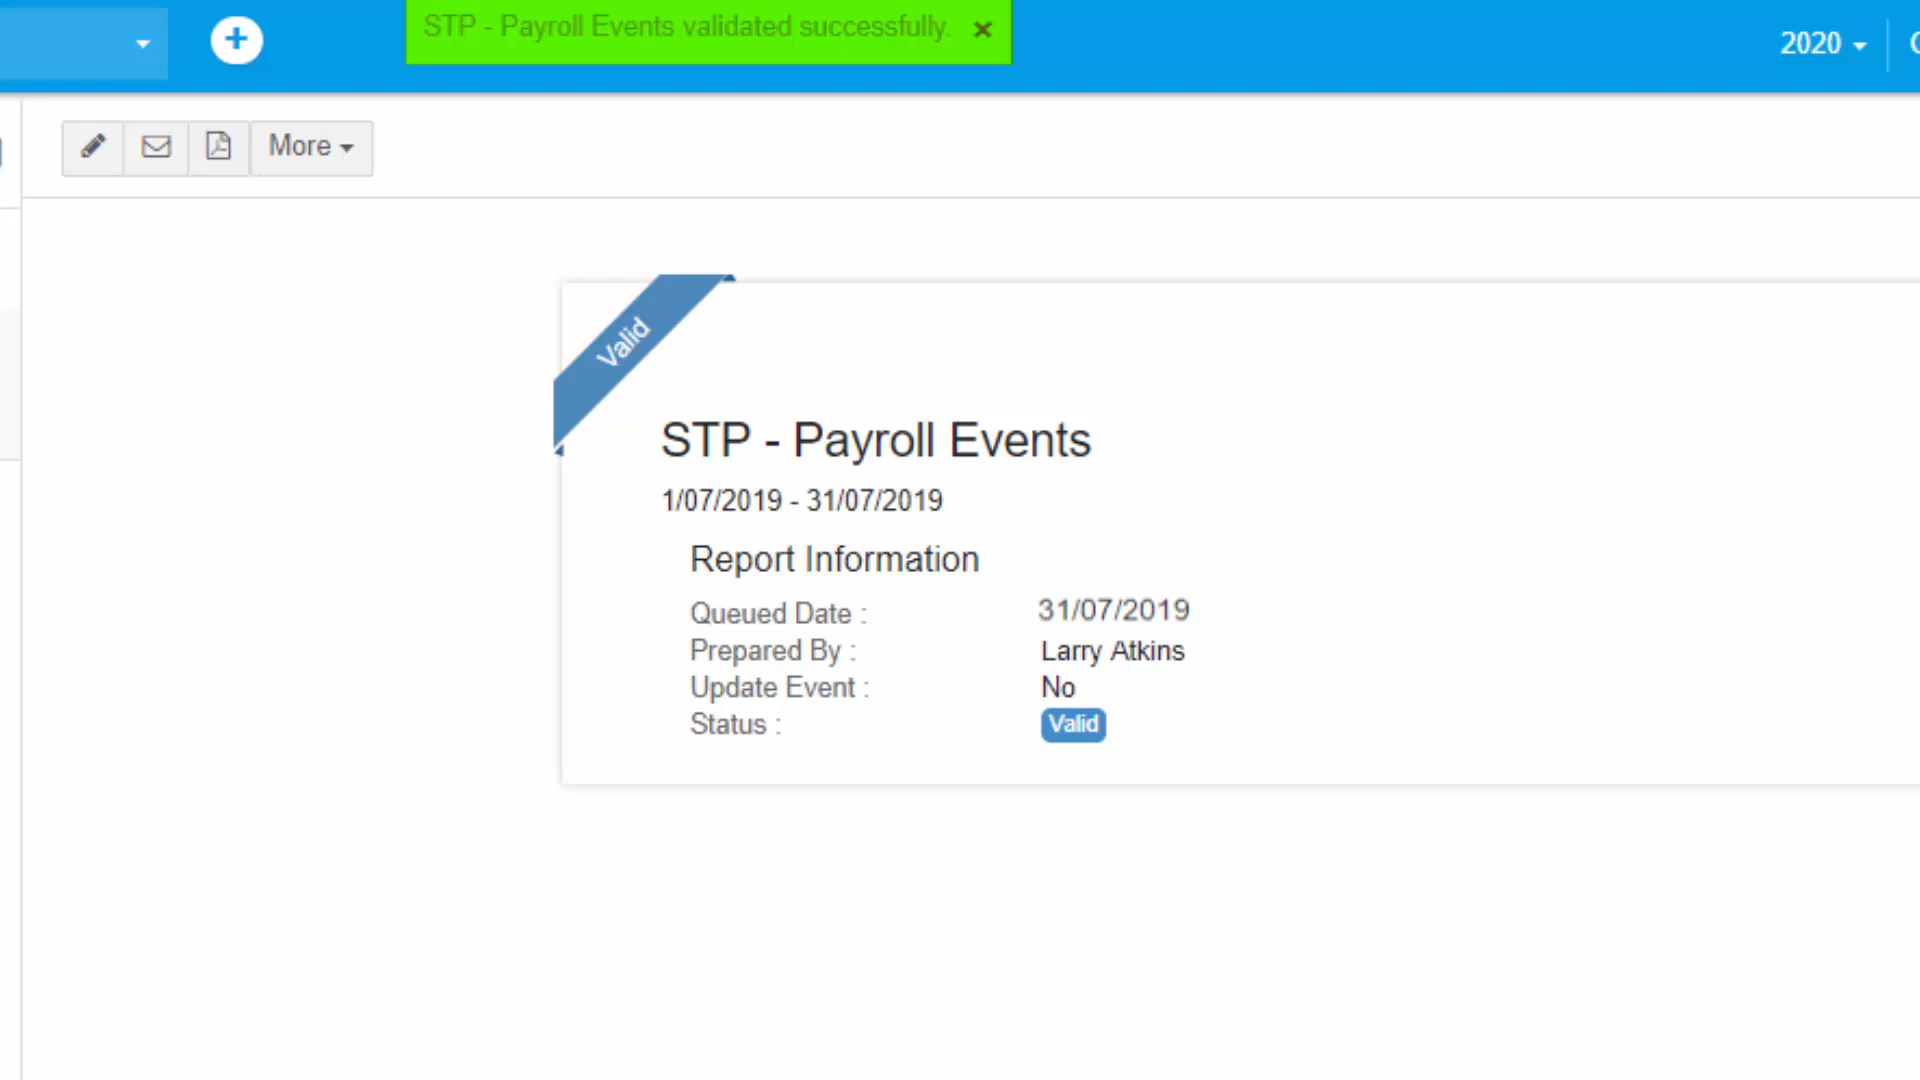 STP - Payroll Events validated successfully.
2020
More
Valid
STP - Payroll Events
1/07/2019 - 31/07/2019
Report Information
Queued Date : 31/07/2019
Prepared By : Larry Atkins
Update Event : No
Status : Valid